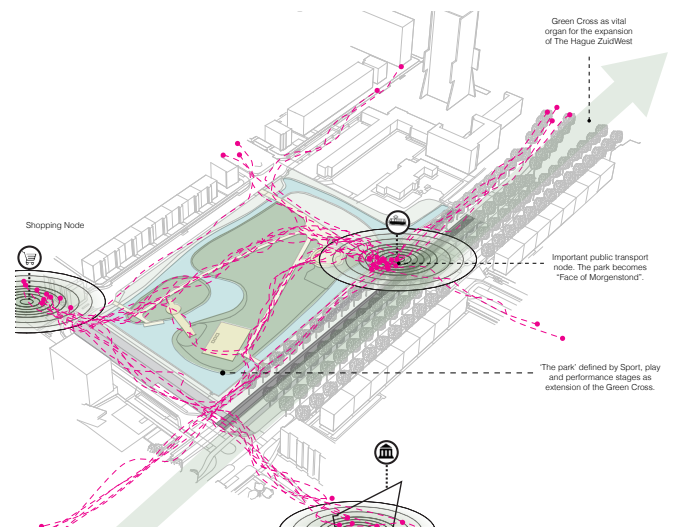 Green Cross as vital
organ for the expansion
of The Hague ZuidWest
Shopping Node
Important public transport
node. The park becomes
“Face of Morgenstond”.
‘The park’ defined by Sport, play
and performance stages as
extension of the Green Cross.